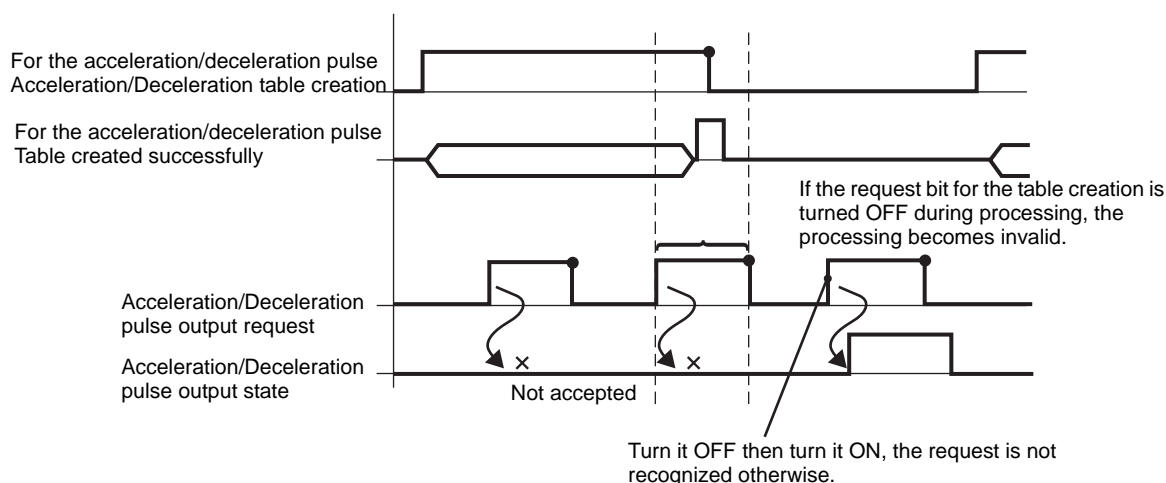 For the acceleration/deceleration pulse
Acceleration/Deceleration table creation
For the acceleration/deceleration pulse
Table created successfully
If the request bit for the table creation is
turned OFF during processing, the
processing becomes invalid.
Acceleration/Deceleration
pulse output request
Acceleration/Deceleration
pulse output state
Not accepted
Turn it OFF then turn it ON, the request is not
recognized otherwise.